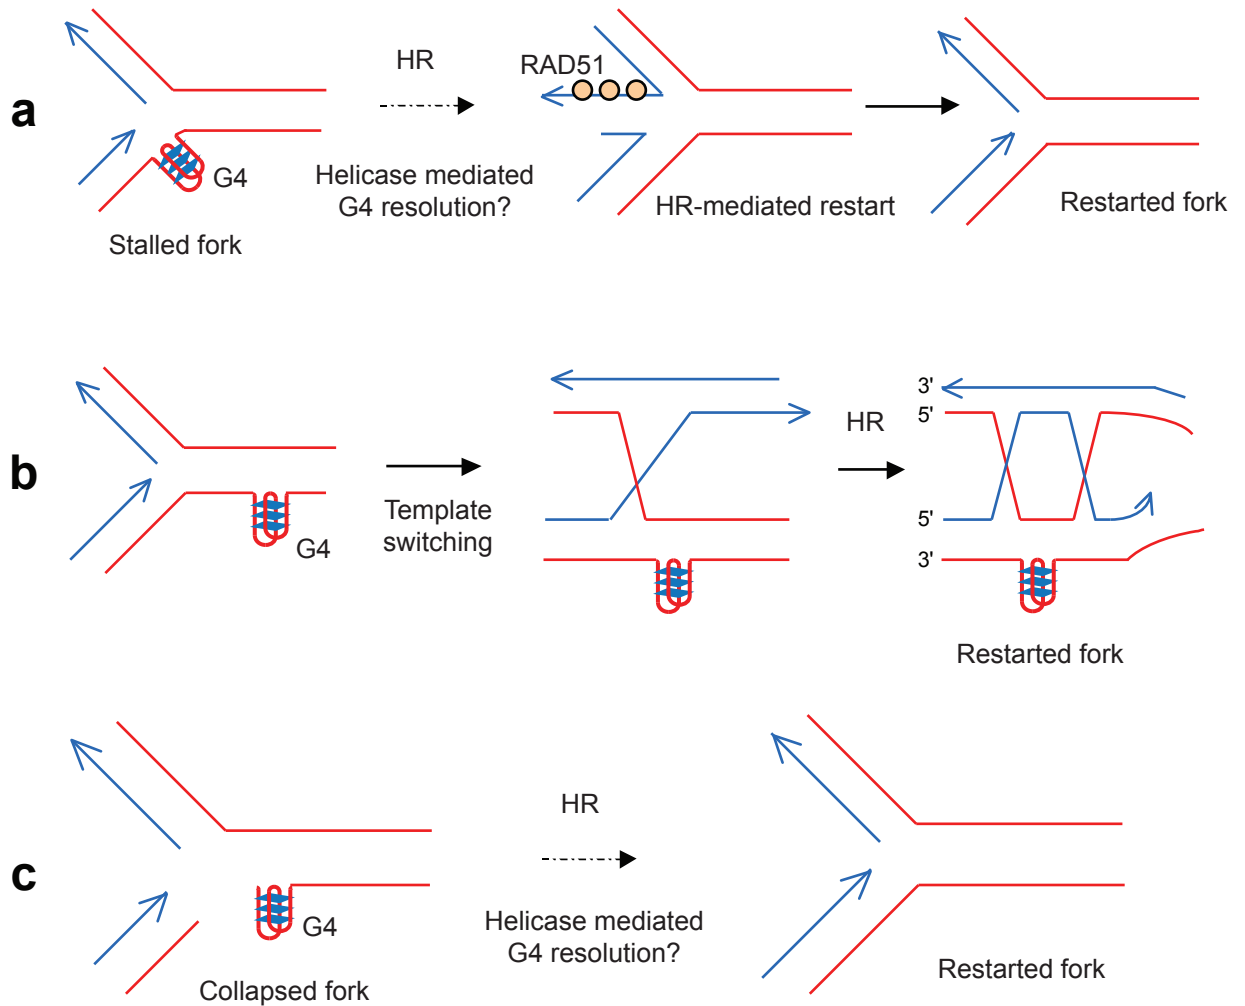 a
HR
RAD51
G4
Helicase mediated
G4 resolution?
HR-mediated restart
Restarted fork
Stalled fork
b
G4
Template
switching
HR
3'
5'
5'
3'
Restarted fork
c
HR
G4
Helicase mediated
G4 resolution?
Collapsed fork
Restarted fork